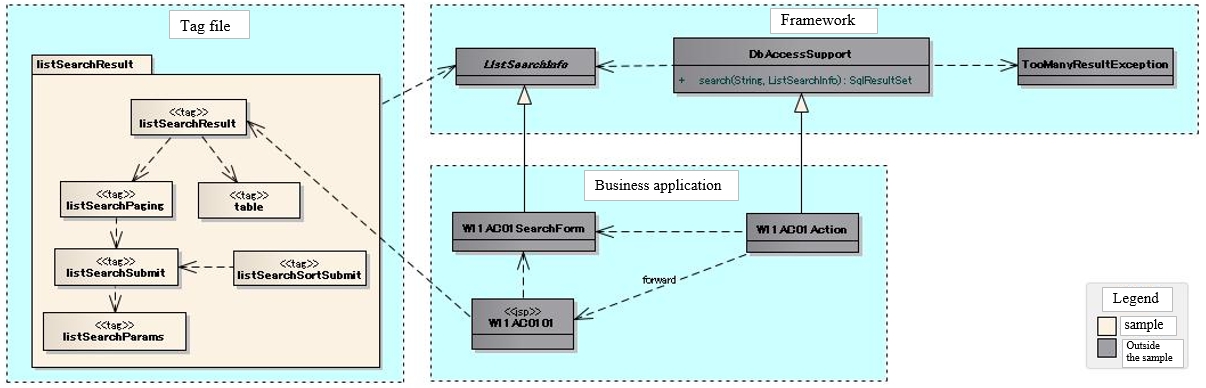 Tag file
listSearchResult
<<tag>>
listSearchResult
<<tag>>
listSearchPaging
<<tag>>
table
<<tag>>
listSearchSubmit
<<tag>>
listSearchSortSubmit
<<tag>>
listSearchParams
Framework
ListSearchInfo
DbAccessSupport
+ search(String, ListSearchInfo) : SqlResultSet
TooManyResultException
Business application
W11AC01SearchForm
W11AC01Action
forward
<<jsp>>
W11AC0101
Legend
sample
Outside
the sample